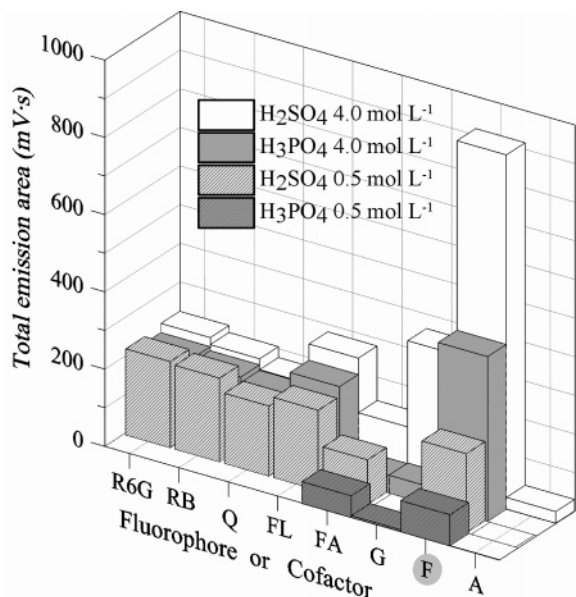 1000
800
600
400
200
0
Total emission area (mV·s)
H₂SO₄ 4.0 mol L⁻¹
H₃PO₄ 4.0 mol L⁻¹
H₂SO₄ 0.5 mol L⁻¹
H₃PO₄ 0.5 mol L⁻¹
R6G
RB
Q
FL
FA
G
F
A
Fluorophore or Cofactor